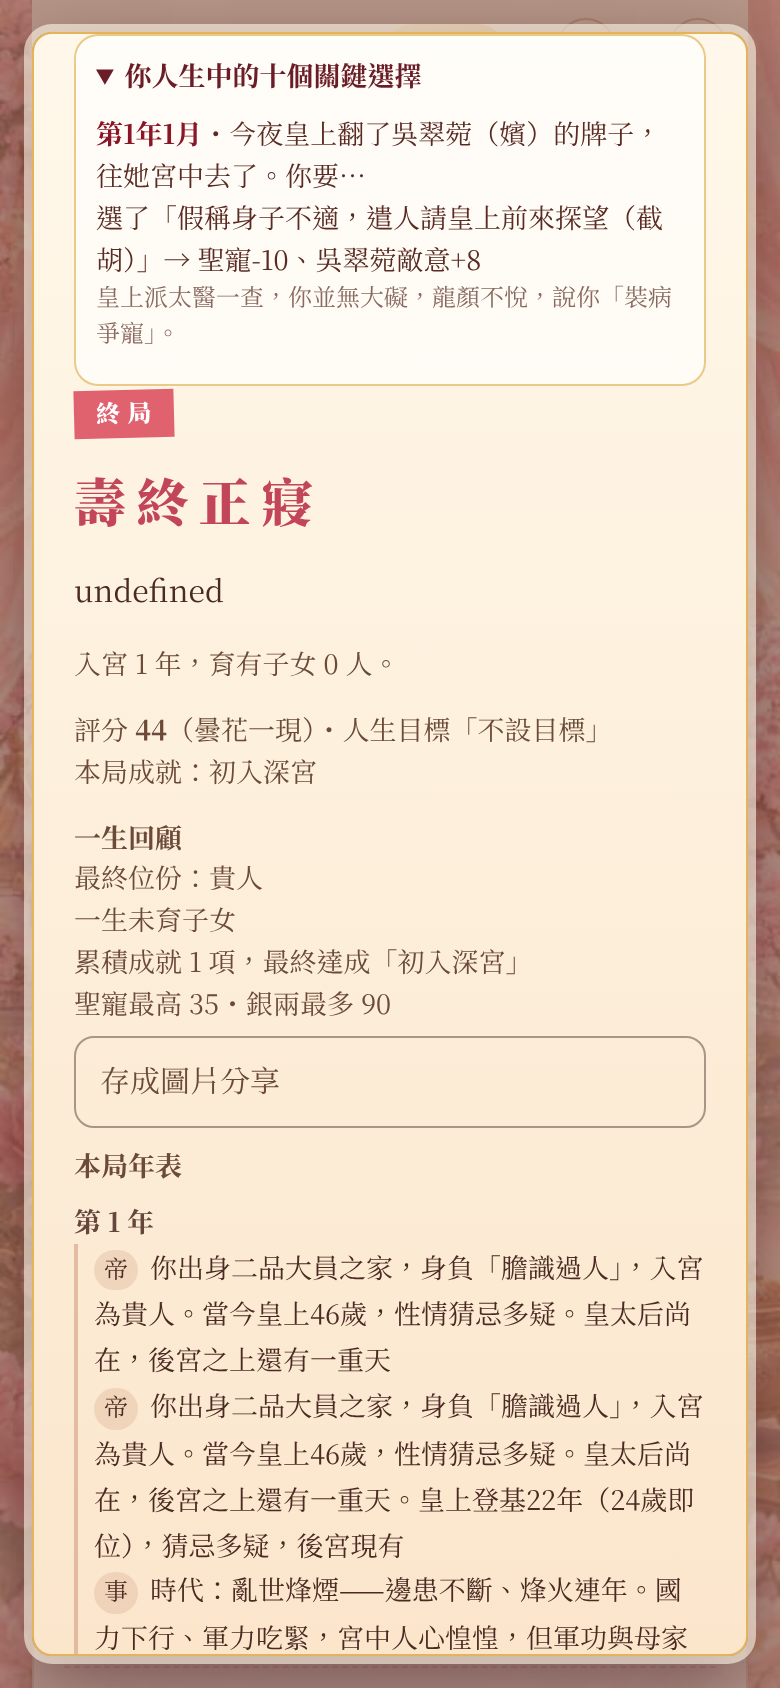 ▼ 你人生中的十個關鍵選擇
第1年1月・今夜皇上翻了吳翠菀（嬪）的牌子，
往她宮中去了。你要…
選了「假稱身子不適，遣人請皇上前來探望（截
胡）」→ 聖寵-10、吳翠菀敵意+8
皇上派太醫一查，你並無大礙，龍顏不悅，說你「裝病
爭寵」。
終局
壽終正寢
undefined
入宮 1 年，育有子女 0 人。
評分 44（曇花一現）・人生目標「不設目標」
本局成就：初入深宮
一生回顧
最終位份：貴人
一生未育子女
累積成就 1 項，最終達成「初入深宮」
聖寵最高 35・銀兩最多 90
存成圖片分享
本局年表
第 1 年
帝 你出身二品大員之家，身負「膽識過人」，入宮
為貴人。當今皇上46歲，性情猜忌多疑。皇太后尚
在，後宮之上還有一重天
帝 你出身二品大員之家，身負「膽識過人」，入宮
為貴人。當今皇上46歲，性情猜忌多疑。皇太后尚
在，後宮之上還有一重天。皇上登基22年（24歲即
位），猜忌多疑，後宮現有
事 時代：亂世烽煙——邊患不斷、烽火連年。國
力下行、軍力吃緊，宮中人心惶惶，但軍功與母家